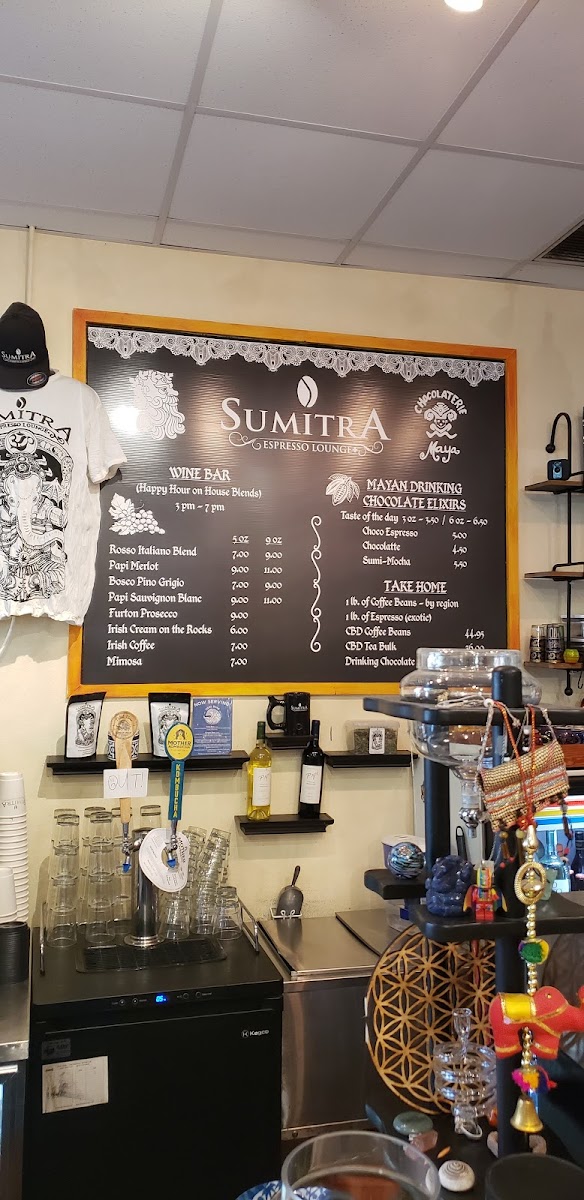 SUMITRA
SUMITRA
ESPRESSO LOUNGE
SUMITRA
ESPRESSO LOUNGE
CHOCOLATERIE
Maya
WINE BAR
(Happy Hour on House Blends)
3 pm – 7 pm
5 oz 9 oz
Rosso Italiano Blend 7.00 9.00
Papi Merlot 9.00 11.00
Bosco Pino Grigio 7.00 9.00
Papi Sauvignon Blanc 9.00 11.00
Furton Prosecco 9.00
Irish Cream on the Rocks 6.00
Irish Coffee 7.00
Mimosa 7.00
MAYAN DRINKING
CHOCOLATE ELIXIRS
Taste of the day 3 oz – 3.50 / 6 oz – 6.50
Choco Espresso 5.00
Chocolatte 4.50
Sumi-Mocha 5.50
TAKE HOME
1 lb. of Coffee Beans – by region
1 lb. of Espresso (exotic)
CBD Coffee Beans 44.95
CBD Tea Bulk
Drinking Chocolate
NOW SERVING
MOTHER
KOMBUCHA
Kegco